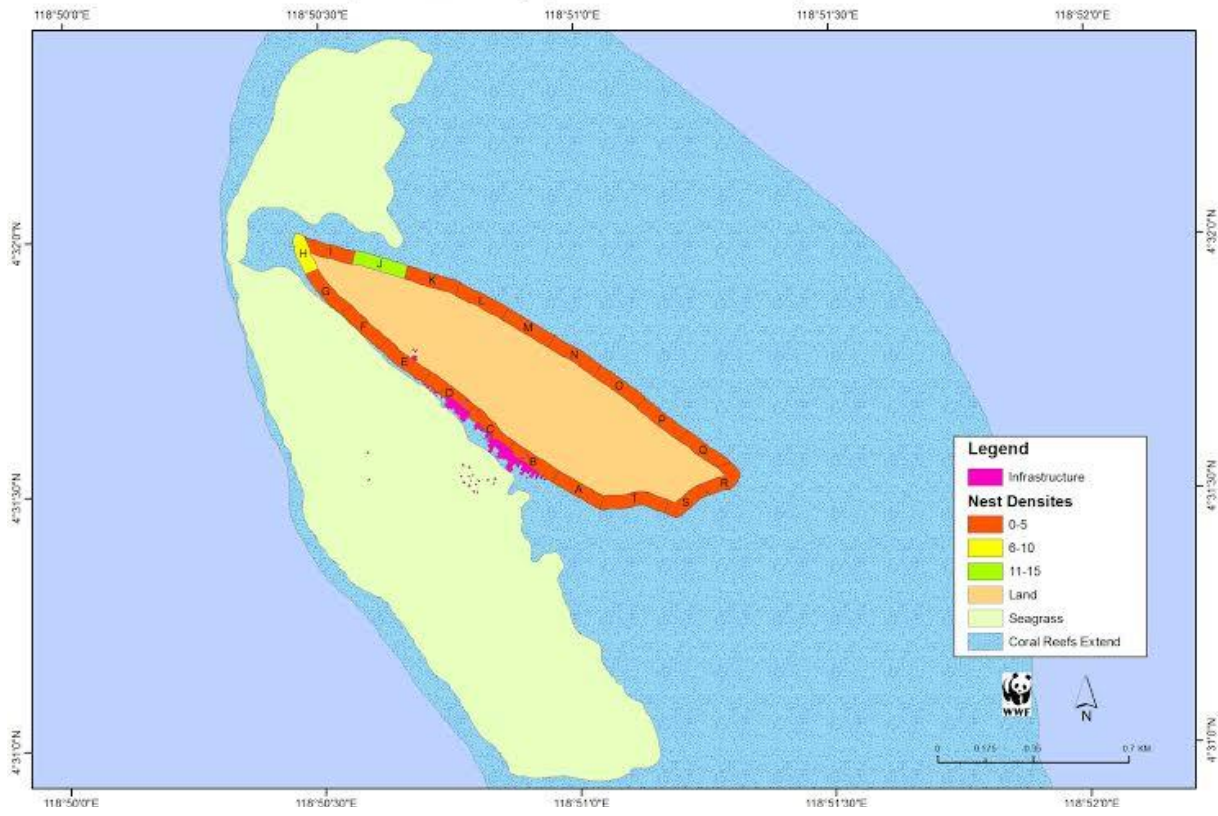 118°50'0"E 118°50'30"E 118°51'0"E 118°51'30"E 118°52'0"E
4°32'0"N 4°32'0"N
H I J K L M N O P Q R S T A B C D E F G
4°31'30"N 4°31'30"N
Legend
Infrastructure
Nest Densites
0-5
6-10
11-15
Land
Seagrass
Coral Reefs Extend
WWF
N
0 0.175 0.35 0.7 KM
4°31'0"N 4°31'0"N
118°50'0"E 118°50'30"E 118°51'0"E 118°51'30"E 118°52'0"E